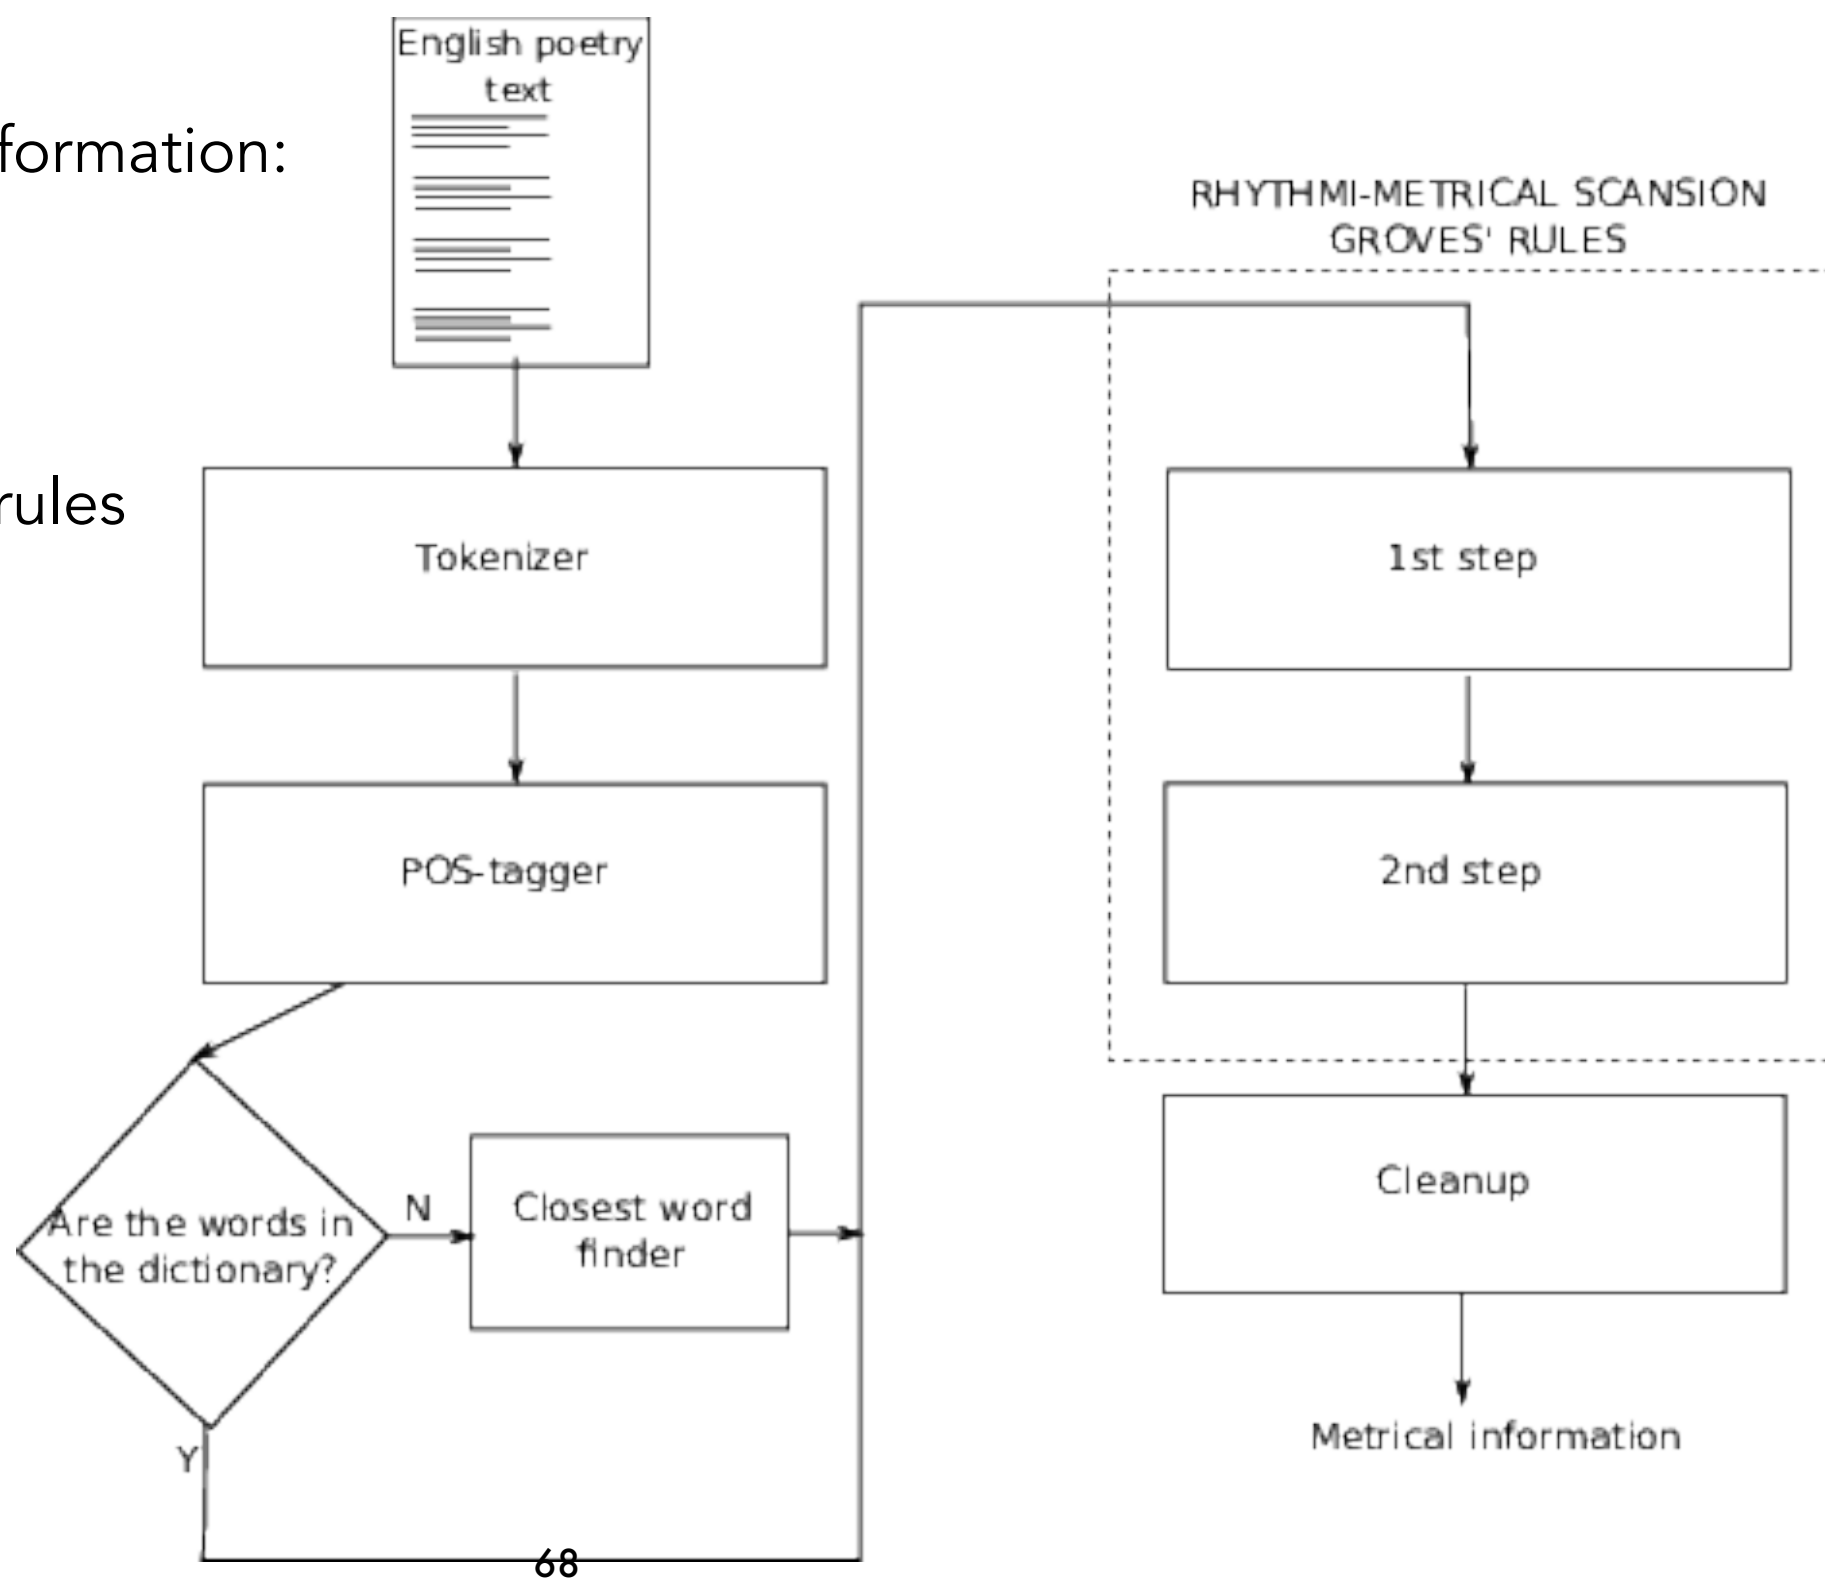 formation:
rules
English poetry
text
Tokenizer
POS-tagger
Are the words in
the dictionary?
N
Y
Closest word
finder
RHYTHMI-METRICAL SCANSION
GROVES' RULES
1st step
2nd step
Cleanup
Metrical information
68